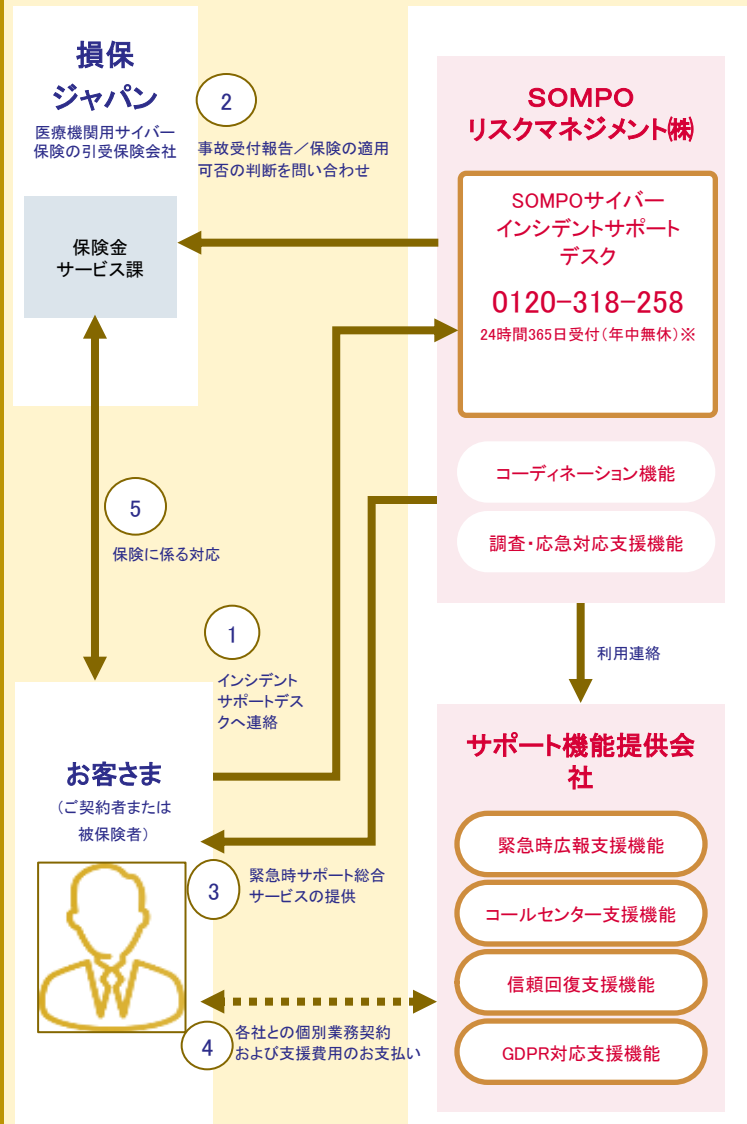 損保
ジャパン
医療機関用サイバー
保険の引受保険会社
保険金
サービス課
2
事故受付報告／保険の適用
可否の判断を問い合わせ
SOMPO
リスクマネジメント㈱
SOMPOサイバー
インシデントサポート
デスク
0120-318-258
24時間365日受付（年中無休）※
コーディネーション機能
調査・応急対応支援機能
5
保険に係る対応
1
インシデント
サポートデス
クへ連絡
利用連絡
お客さま
（ご契約者または
被保険者）
3
緊急時サポート総合
サービスの提供
4
各社との個別業務契約
および支援費用のお支払い
サポート機能提供会
社
緊急時広報支援機能
コールセンター支援機能
信頼回復支援機能
GDPR対応支援機能